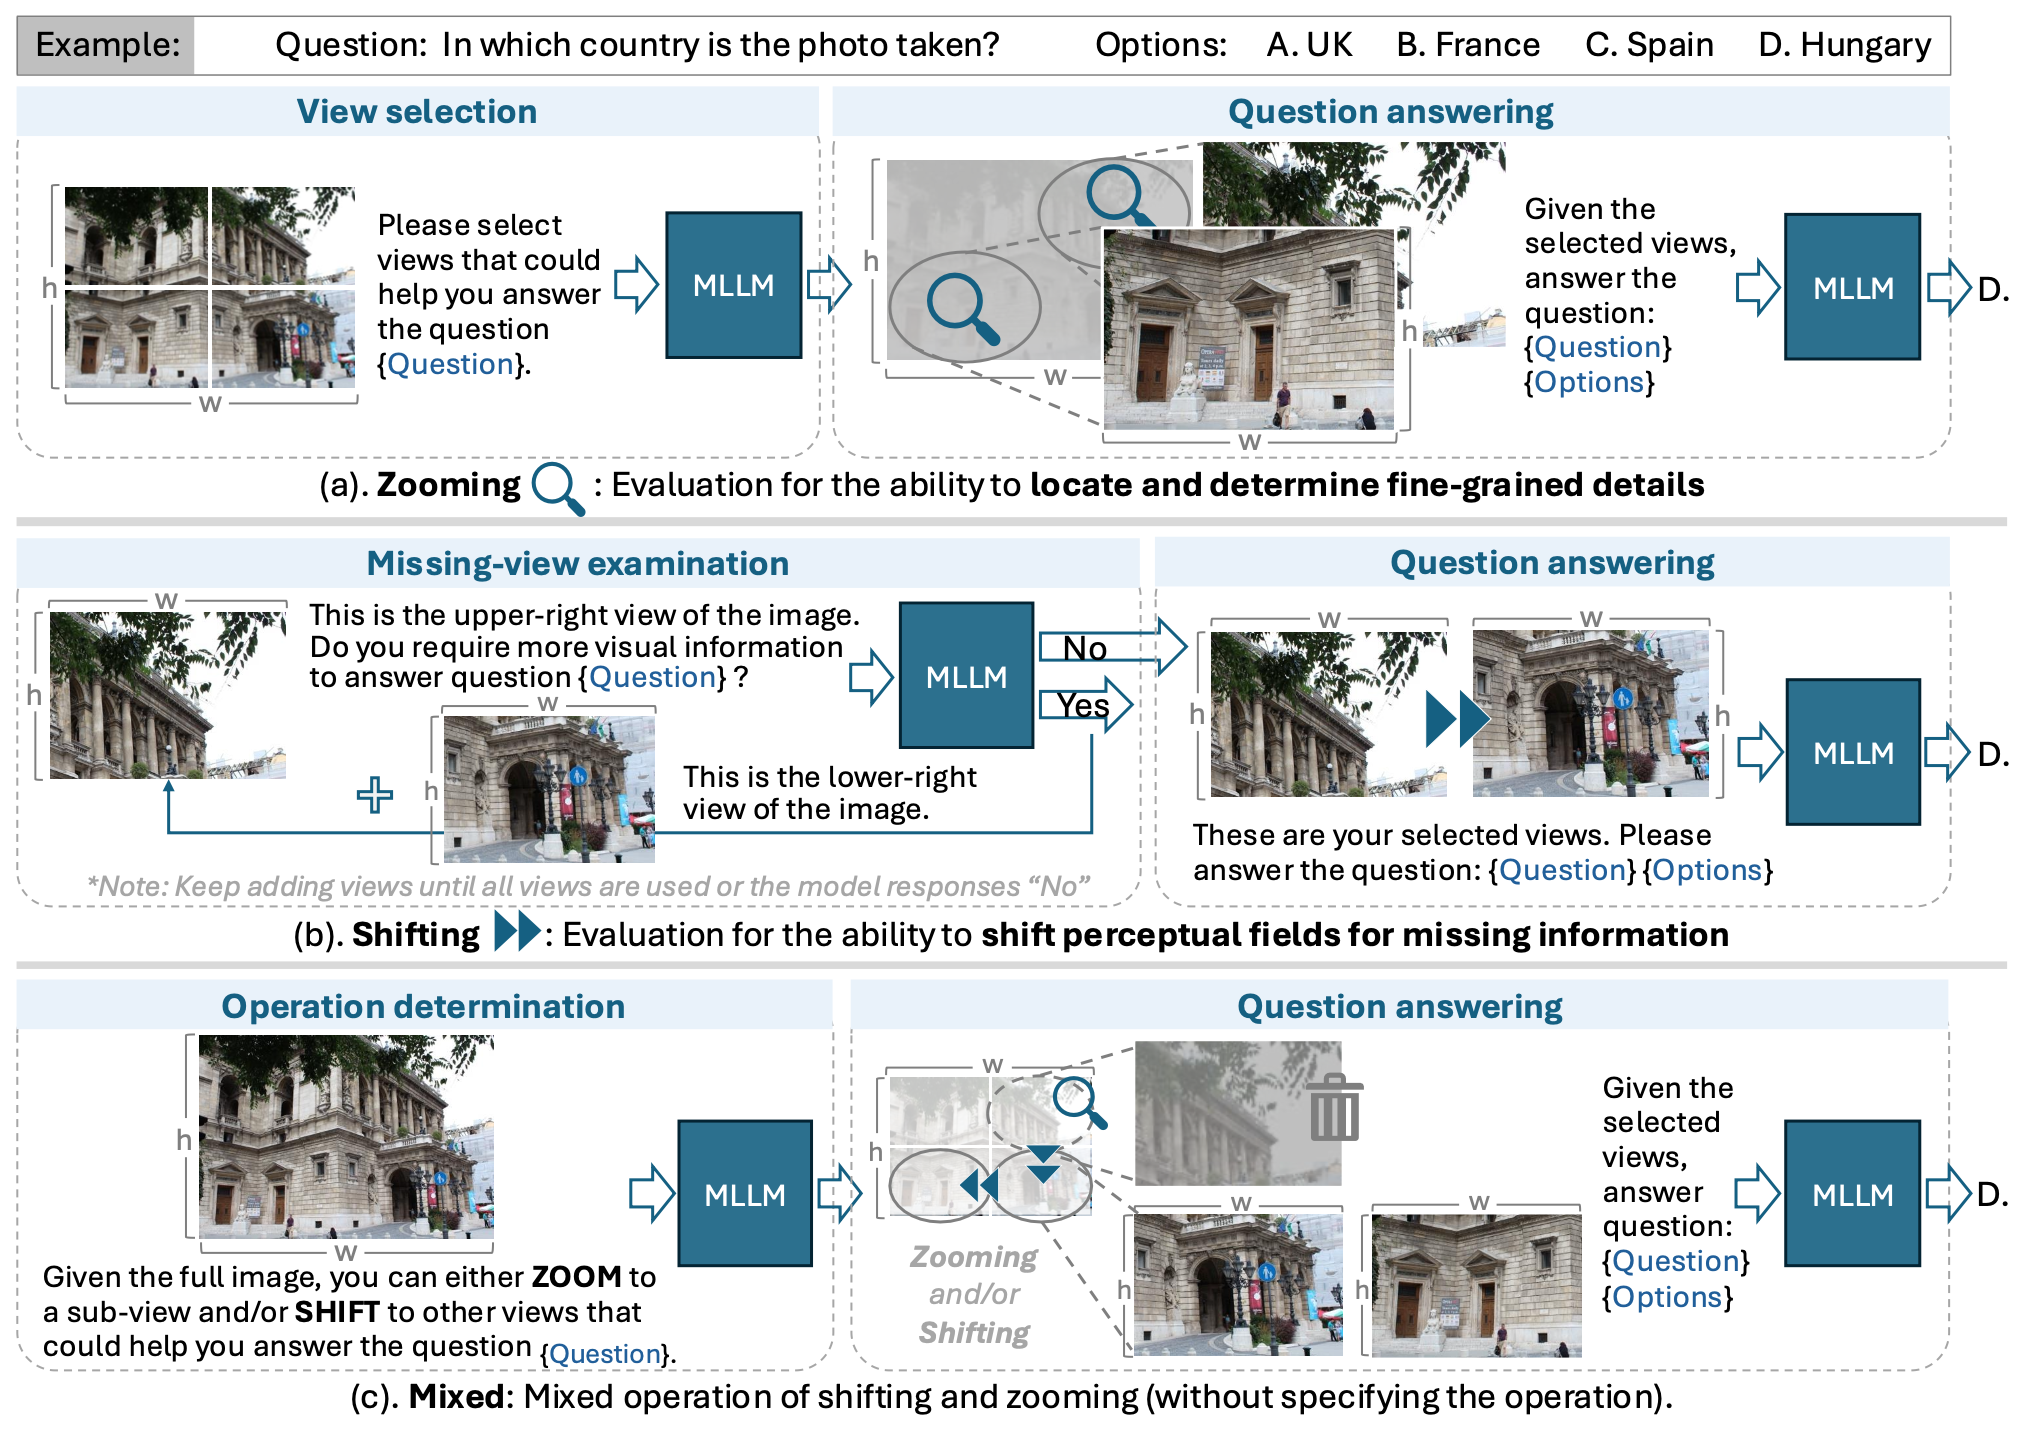 Example: Question: In which country is the photo taken? Options: A. UK B. France C. Spain D. Hungary
View selection
Question answering
h
w
Please select
views that could
help you answer
the question
{Question}.
MLLM
h
w
h
w
Given the
selected views,
answer the
question:
{Question}
{Options}
MLLM
D.
(a). Zooming : Evaluation for the ability to locate and determine fine-grained details
Missing-view examination
Question answering
w
h
This is the upper-right view of the image.
Do you require more visual information
to answer question {Question} ?
w
h
This is the lower-right
view of the image.
MLLM
No
Yes
*Note: Keep adding views until all views are used or the model responses “No”
w
h
w
h
These are your selected views. Please
answer the question: {Question} {Options}
MLLM
D.
(b). Shifting : Evaluation for the ability to shift perceptual fields for missing information
Operation determination
Question answering
h
w
Given the full image, you can either ZOOM to
a sub-view and/or SHIFT to other views that
could help you answer the question {Question}.
MLLM
w
h
Zooming
and/or
Shifting
w
h
w
h
Given the
selected
views,
answer
question:
{Question}
{Options}
MLLM
D.
(c). Mixed: Mixed operation of shifting and zooming (without specifying the operation).